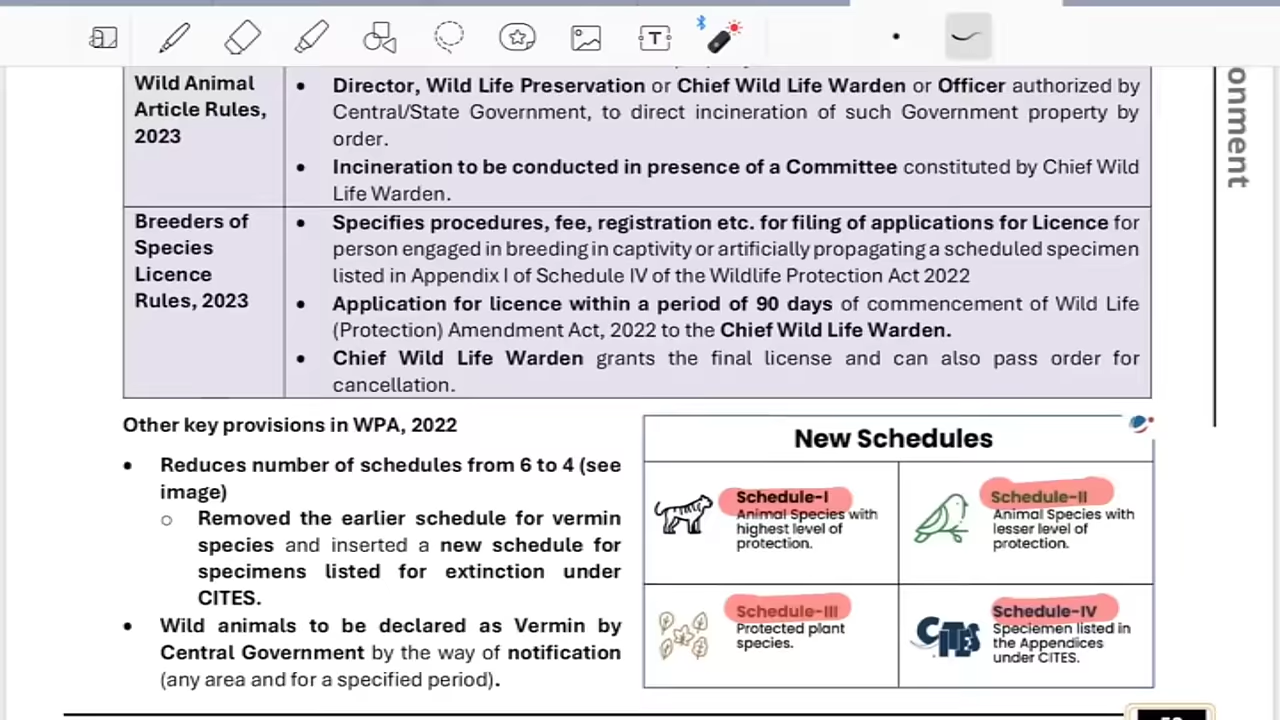 T
Wild Animal
Article Rules,
2023
• Director, Wild Life Preservation or Chief Wild Life Warden or Officer authorized by
Central/State Government, to direct incineration of such Government property by
order.
• Incineration to be conducted in presence of a Committee constituted by Chief Wild
Life Warden.
Breeders of
Species
Licence
Rules, 2023
• Specifies procedures, fee, registration etc. for filing of applications for Licence for
person engaged in breeding in captivity or artificially propagating a scheduled specimen
listed in Appendix I of Schedule IV of the Wildlife Protection Act 2022
• Application for licence within a period of 90 days of commencement of Wild Life
(Protection) Amendment Act, 2022 to the Chief Wild Life Warden.
• Chief Wild Life Warden grants the final license and can also pass order for
cancellation.
onment
Other key provisions in WPA, 2022
• Reduces number of schedules from 6 to 4 (see
image)
o Removed the earlier schedule for vermin
species and inserted a new schedule for
specimens listed for extinction under
CITES.
• Wild animals to be declared as Vermin by
Central Government by the way of notification
(any area and for a specified period).
New Schedules
Schedule-I
Animal Species with
highest level of
protection.
Schedule-II
Animal Species with
lesser level of
protection.
Schedule-III
Protected plant
species.
CITES
Schedule-IV
Speciemen listed in
the Appendices
under CITES.